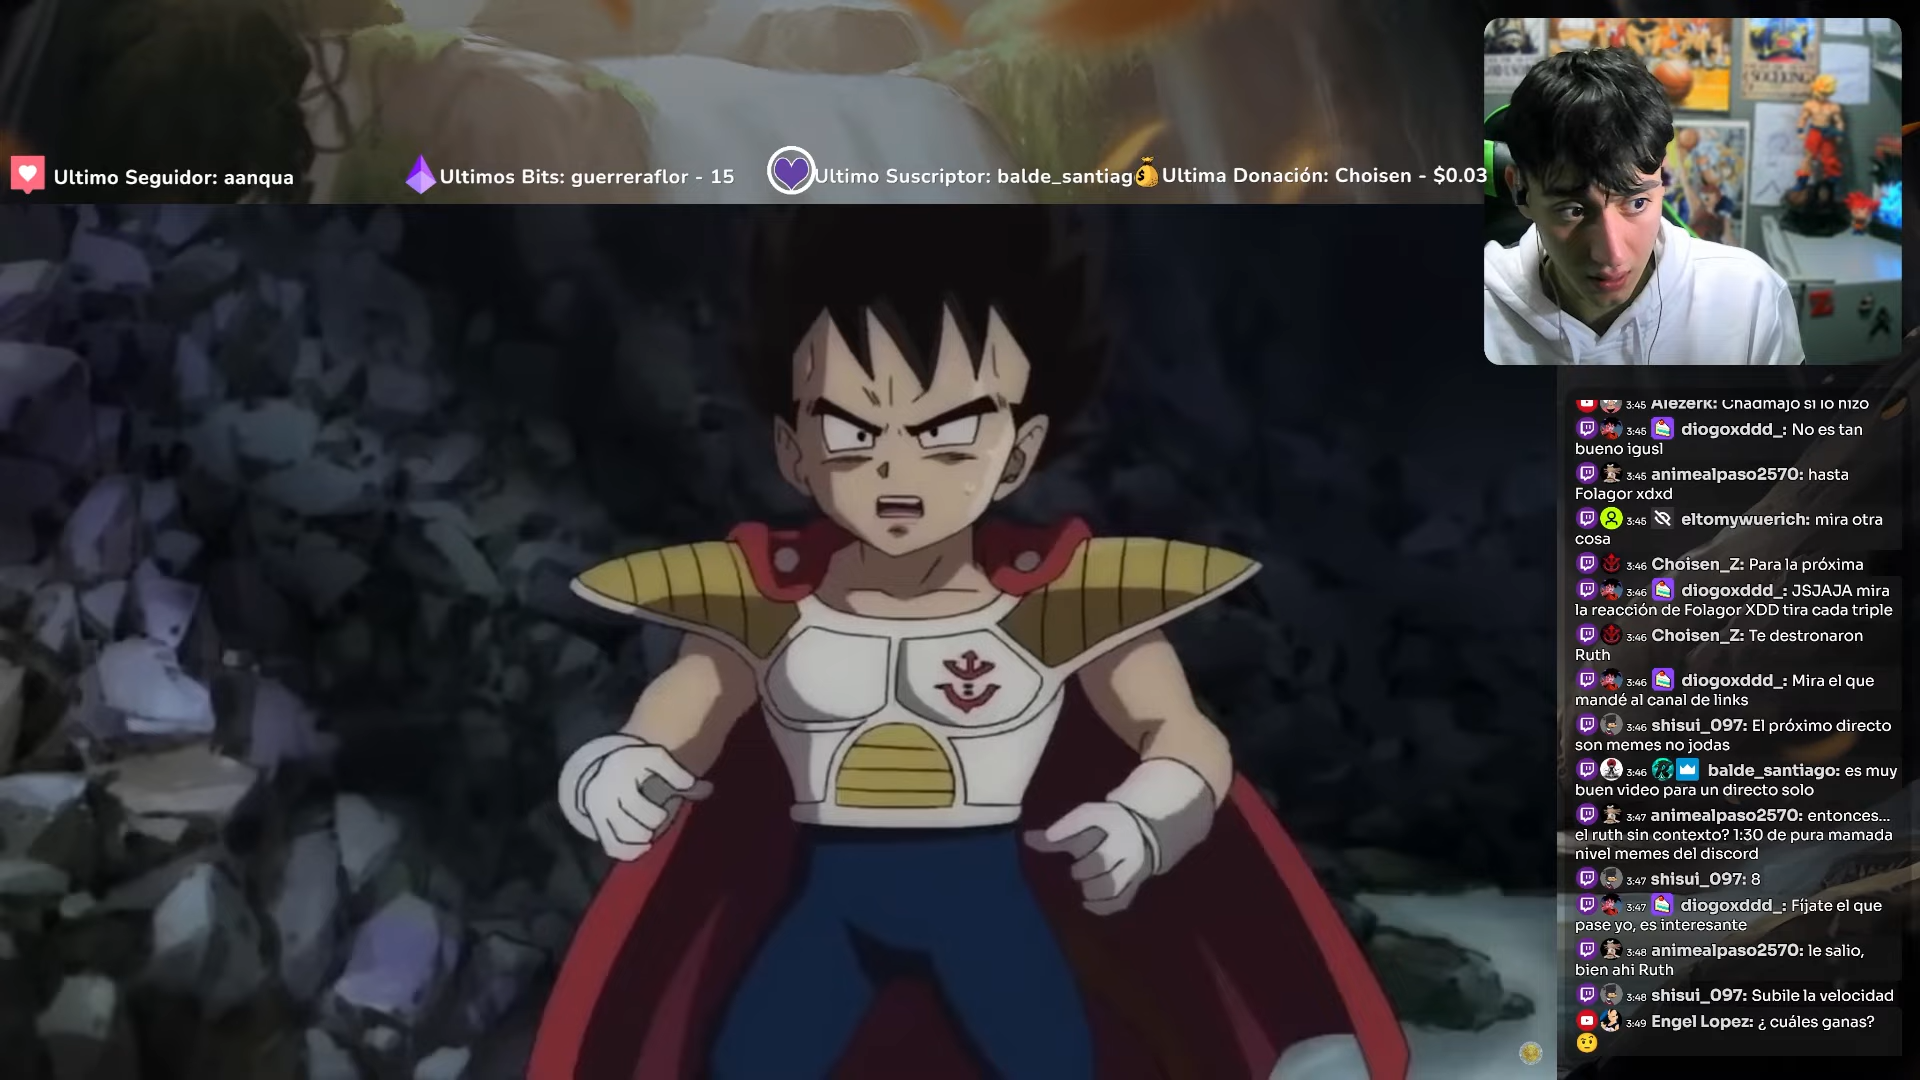 Ultimo Seguidor: aanqua
Ultimos Bits: guerreraflor - 15
Ultimo Suscriptor: balde_santiag
Ultima Donación: Choisen - $0.03
3:45 Alezerk: Chadmajo si lo hizo
3:45 diogoxddd_: No es tan
bueno igusl
3:45 animealpaso2570: hasta
Folagor xdxd
3:45 eltomywuerich: mira otra
cosa
3:46 Choisen_Z: Para la próxima
3:46 diogoxddd_: JSJAJA mira
la reacción de Folagor XDD tira cada triple
3:46 Choisen_Z: Te destronaron
Ruth
3:46 diogoxddd_: Mira el que
mandé al canal de links
3:46 shisui_097: El próximo directo
son memes no jodas
3:46 balde_santiago: es muy
buen video para un directo solo
3:47 animealpaso2570: entonces...
el ruth sin contexto? 1:30 de pura mamada
nivel memes del discord
3:47 shisui_097: 8
3:47 diogoxddd_: Fíjate el que
pase yo, es interesante
3:48 animealpaso2570: le salio,
bien ahi Ruth
3:48 shisui_097: Subile la velocidad
3:49 Engel Lopez: ¿ cuáles ganas?
🤨